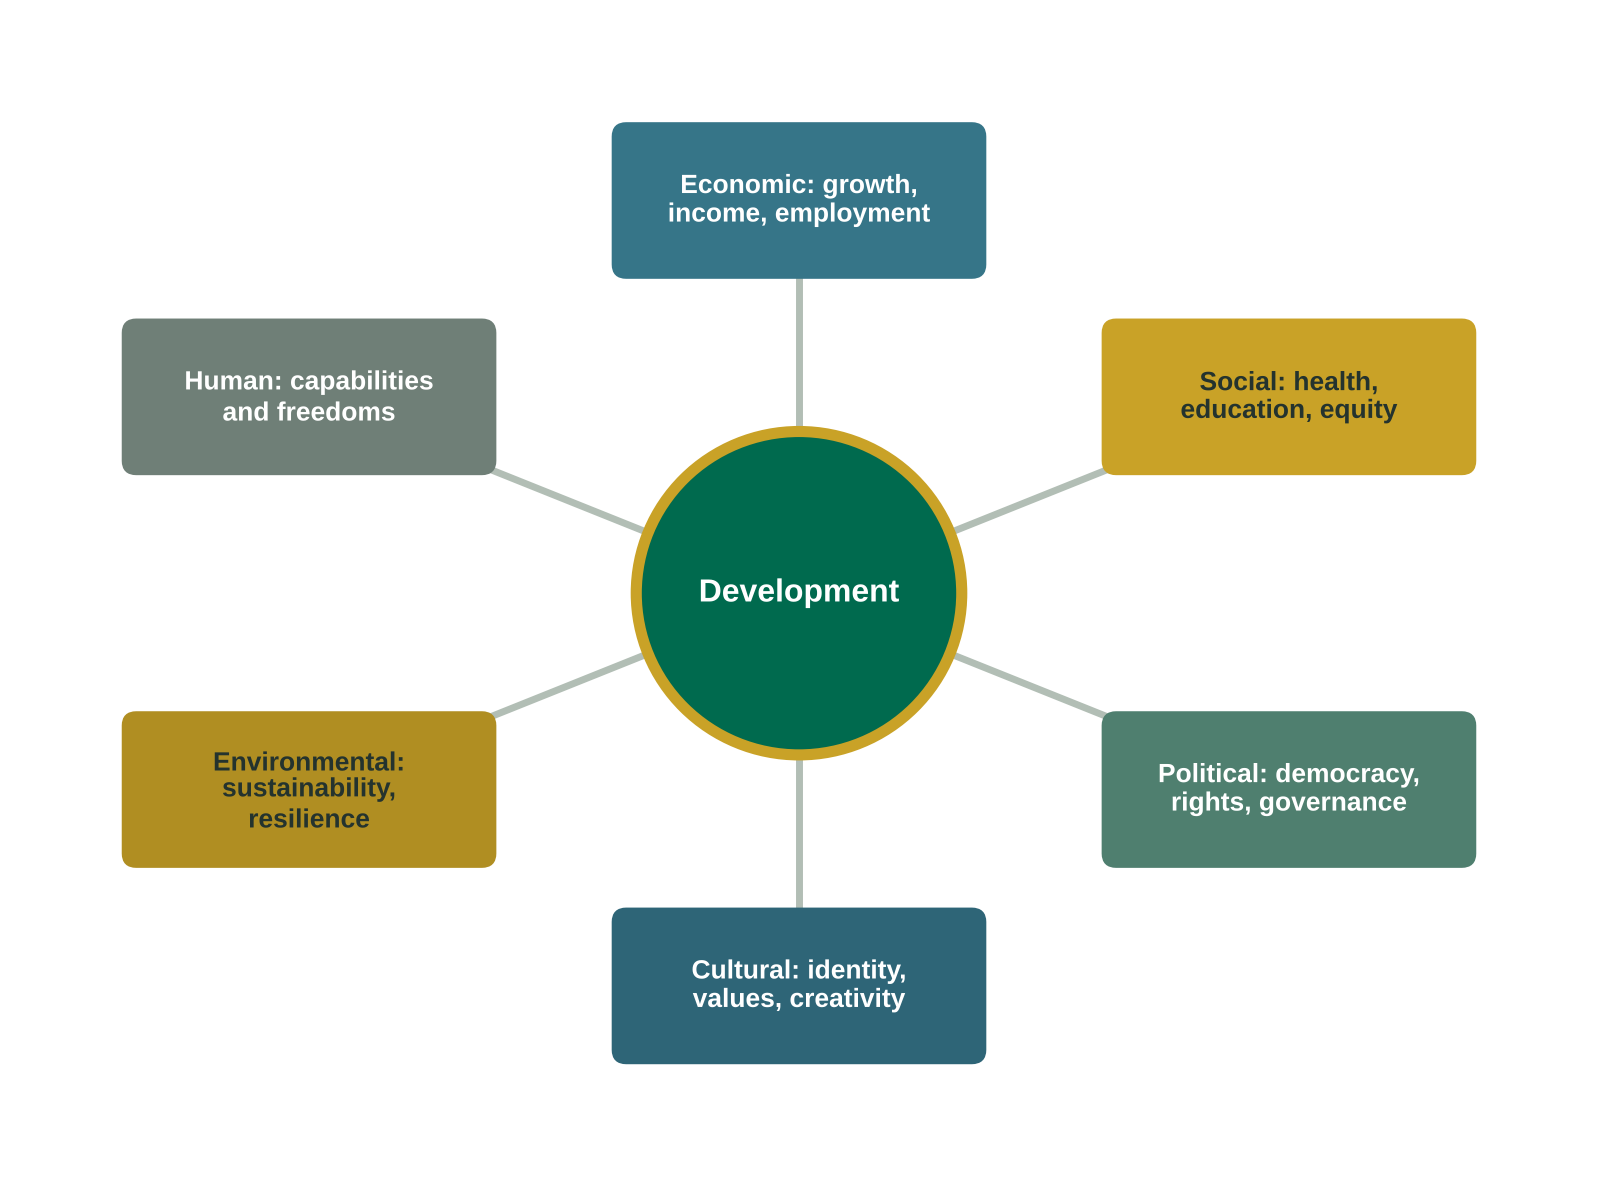 Economic: growth,
income, employment
Human: capabilities
and freedoms
Social: health,
education, equity
Development
Environmental:
sustainability,
resilience
Political: democracy,
rights, governance
Cultural: identity,
values, creativity